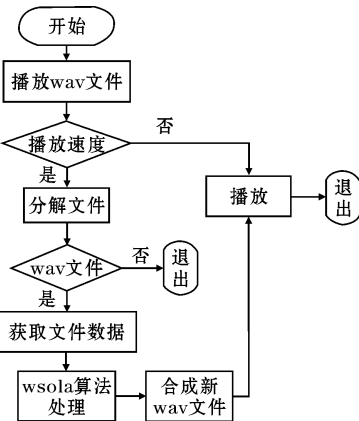 开始
播放wav文件
播放速度
否
是
分解文件
播放
退
出
wav文件
否
退
出
是
获取文件数据
wsola算法
处理
合成新
wav文件